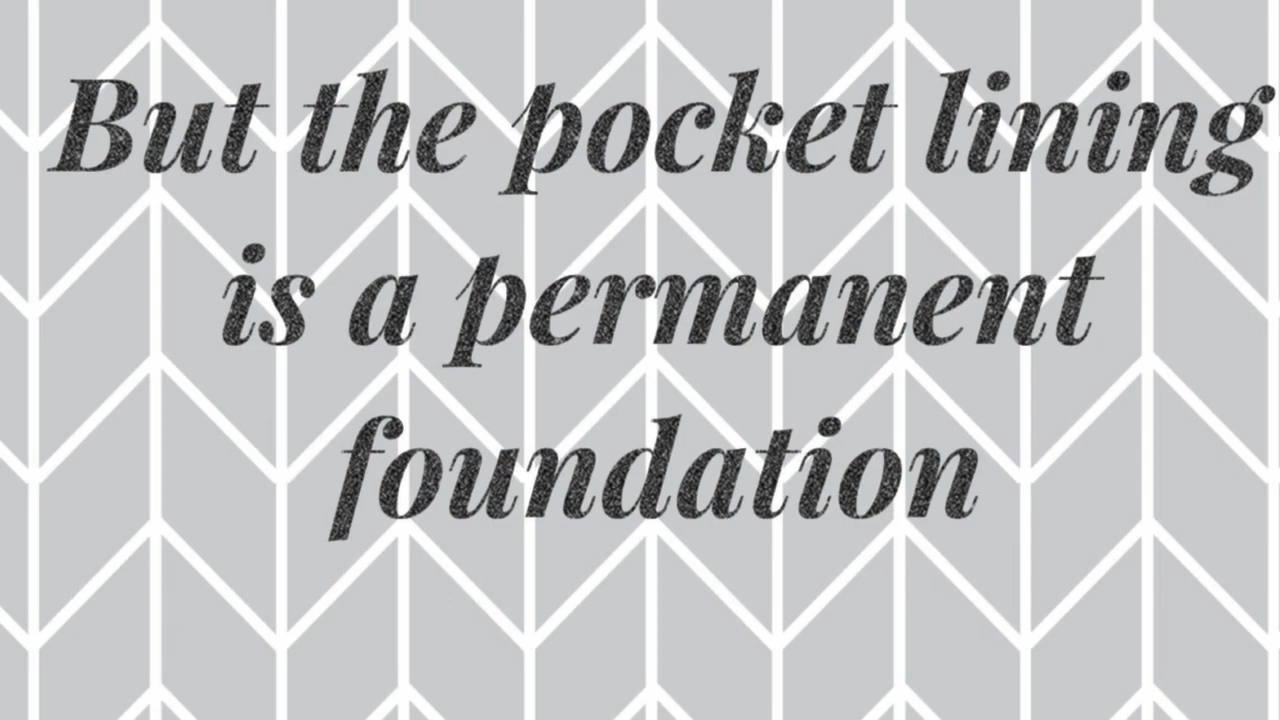 But the pocket lining
is a permanent
foundation